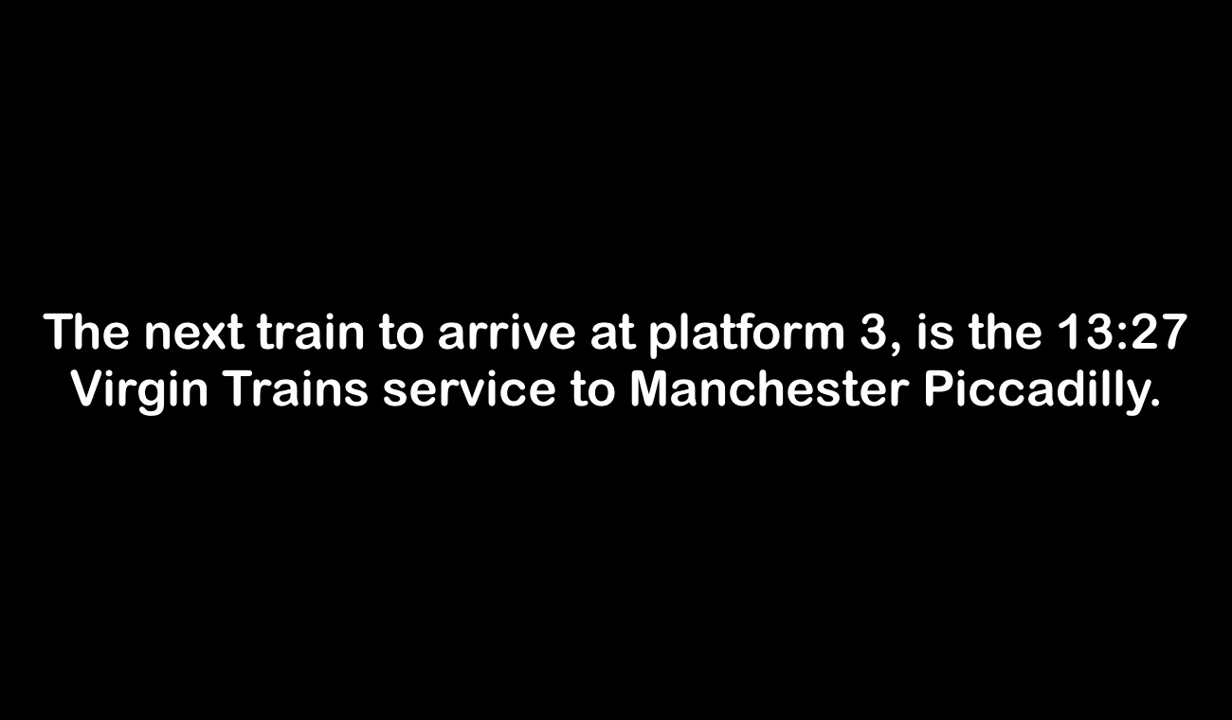 The next train to arrive at platform 3, is the 13:27
Virgin Trains service to Manchester Piccadilly.